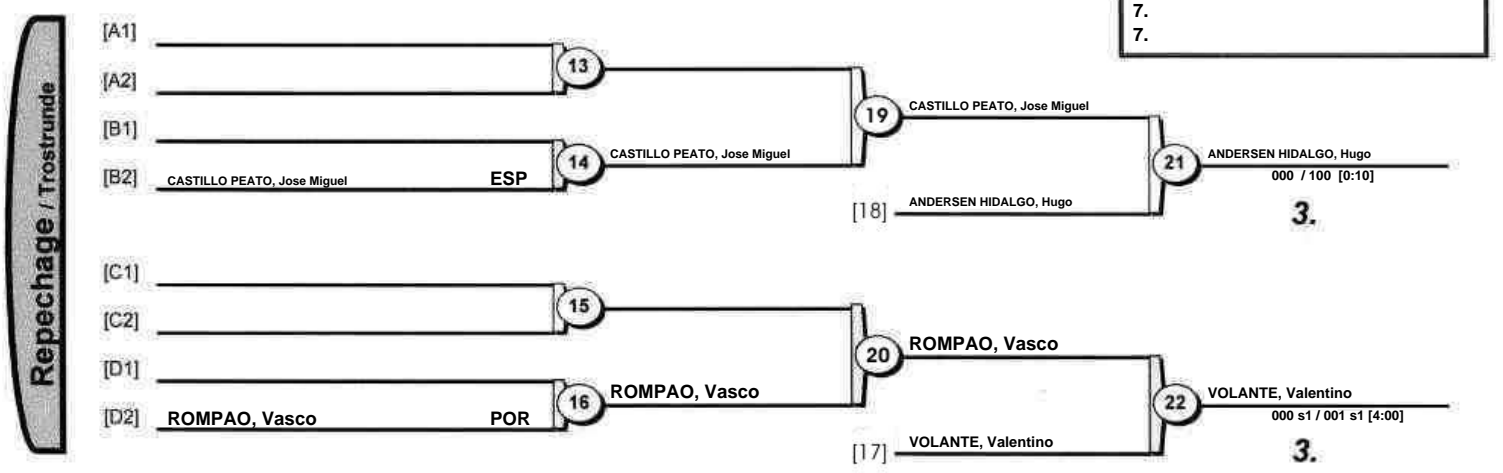 7.
7.
Repechage / Trostrunde
[A1]
13
[A2]
19
CASTILLO PEATO, Jose Miguel
[B1]
14
CASTILLO PEATO, Jose Miguel
21
ANDERSEN HIDALGO, Hugo
000 / 100 [0:10]
[B2]
CASTILLO PEATO, Jose Miguel ESP
[18]
ANDERSEN HIDALGO, Hugo
3.
[C1]
15
[C2]
20
ROMPAO, Vasco
[D1]
16
ROMPAO, Vasco
22
VOLANTE, Valentino
000 s1 / 001 s1 [4:00]
[D2]
ROMPAO, Vasco POR
[17]
VOLANTE, Valentino
3.